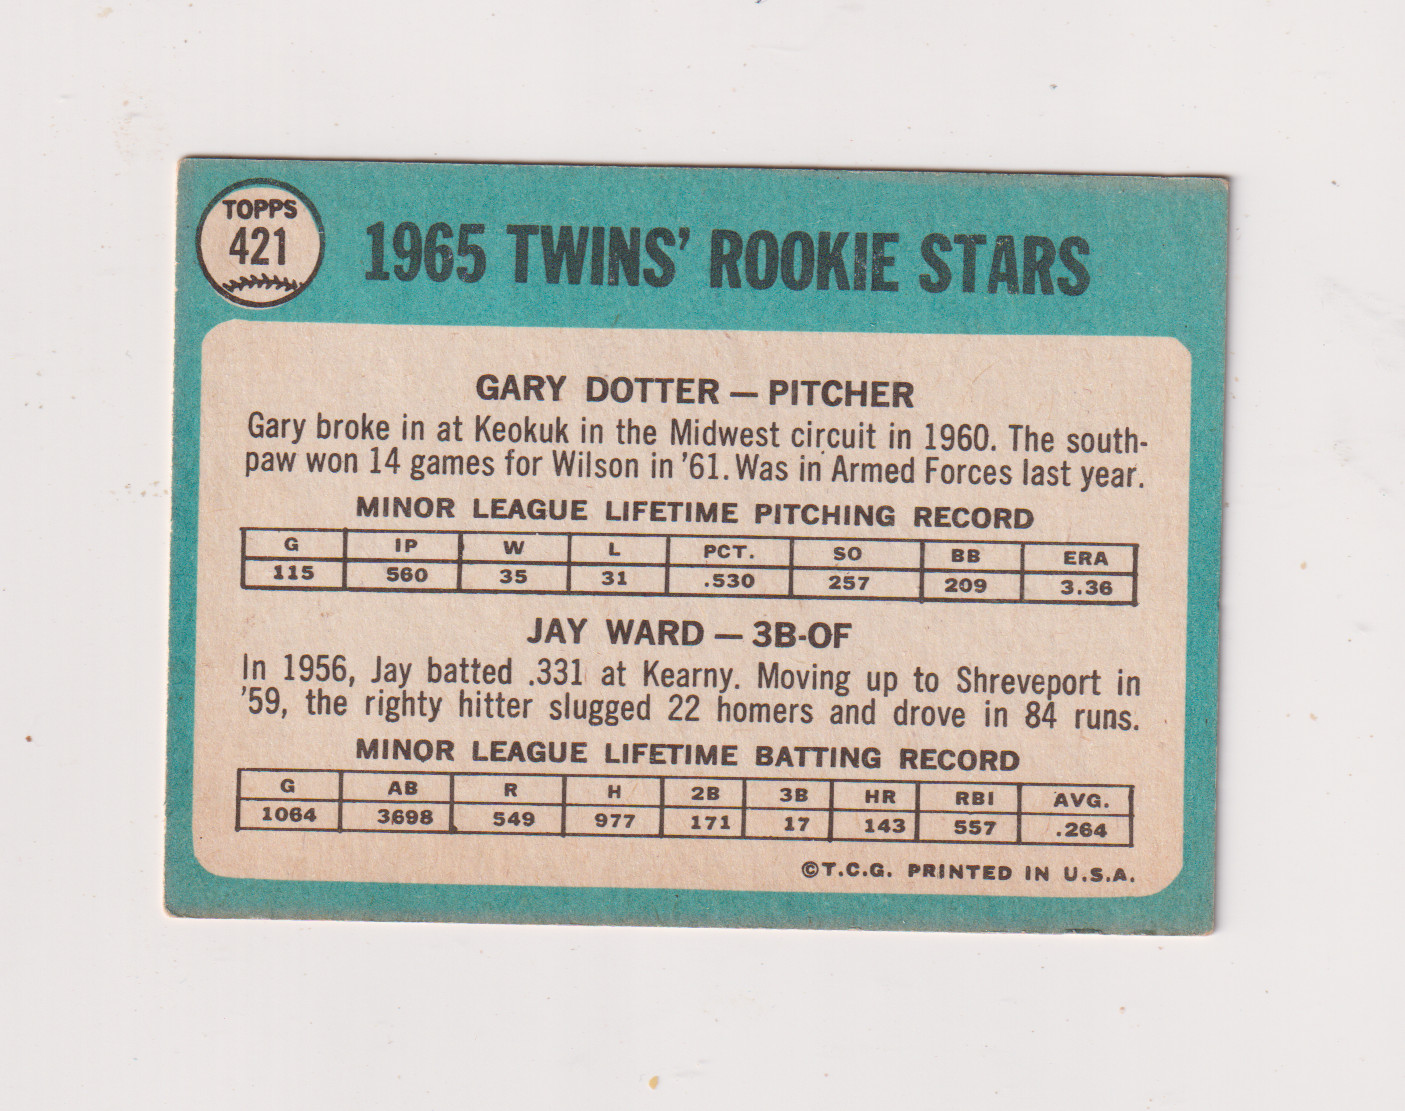 TOPPS
421
1965 TWINS' ROOKIE STARS
GARY DOTTER — PITCHER
Gary broke in at Keokuk in the Midwest circuit in 1960. The south-
paw won 14 games for Wilson in '61. Was in Armed Forces last year.
MINOR LEAGUE LIFETIME PITCHING RECORD
G IP W L PCT. SO BB ERA
115 560 35 31 .530 257 209 3.36
JAY WARD — 3B-OF
In 1956, Jay batted .331 at Kearny. Moving up to Shreveport in
'59, the righty hitter slugged 22 homers and drove in 84 runs.
MINOR LEAGUE LIFETIME BATTING RECORD
G AB R H 2B 3B HR RBI AVG.
1064 3698 549 977 171 17 143 557 .264
©T.C.G. PRINTED IN U.S.A.